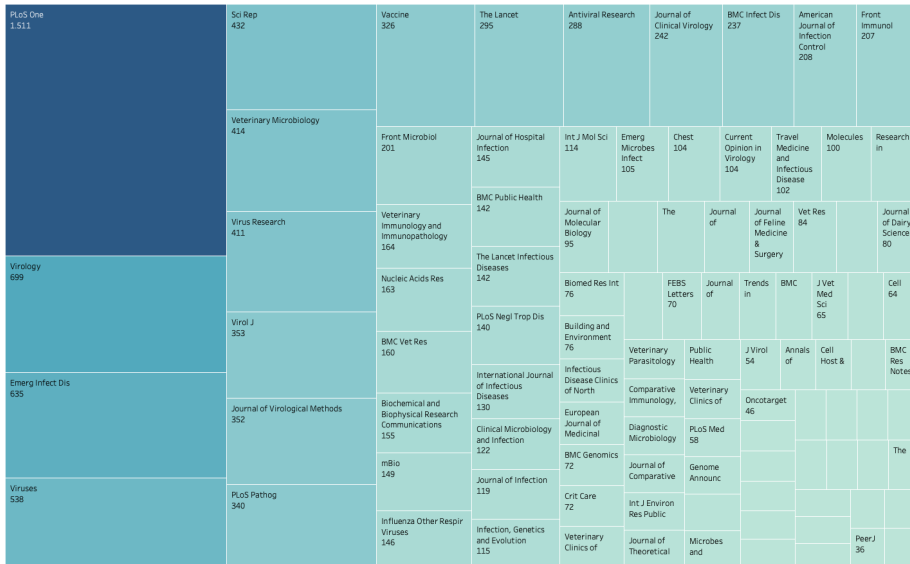 PLoS One
1.511
Virology
699
Emerg Infect Dis
635
Viruses
538
Sci Rep
432
Veterinary Microbiology
414
Virus Research
411
Virol J
353
Journal of Virological Methods
352
PLoS Pathog
340
Vaccine
326
The Lancet
295
Antiviral Research
288
Journal of
Clinical Virology
242
BMC Infect Dis
237
American
Journal of
Infection
Control
208
Front
Immunol
207
Front Microbiol
201
Veterinary
Immunology and
Immunopathology
164
Nucleic Acids Res
163
BMC Vet Res
160
Biochemical and
Biophysical Research
Communications
155
mBio
149
Influenza Other Respir
Viruses
146
Journal of Hospital
Infection
145
BMC Public Health
142
The Lancet Infectious
Diseases
142
PLoS Negl Trop Dis
140
International Journal
of Infectious
Diseases
130
Clinical Microbiology
and Infection
122
Journal of Infection
119
Infection, Genetics
and Evolution
115
Int J Mol Sci
114
Emerg
Microbes
Infect
105
Chest
104
Current
Opinion in
Virology
104
Travel
Medicine
and
Infectious
Disease
102
Molecules
100
Research
in
Journal of
Molecular
Biology
95
The
Journal
of
Journal
of Feline
Medicine
&
Surgery
Vet Res
84
Journal
of Dairy
Science
80
Biomed Res Int
76
Building and
Environment
76
Infectious
Disease Clinics
of North
European
Journal of
Medicinal
BMC Genomics
72
Crit Care
72
Veterinary
Clinics of
FEBS
Letters
70
Journal
of
Trends
in
BMC
J Vet
Med
Sci
65
Cell
64
Veterinary
Parasitology
Comparative
Immunology,
Diagnostic
Microbiology
Journal of
Comparative
Int J Environ
Res Public
Journal of
Theoretical
Public
Health
Veterinary
Clinics of
PLoS Med
58
Genome
Announc
Microbes
and
J Virol
54
Annals
of
Cell
Host &
BMC
Res
Notes
Oncotarget
46
The
PeerJ
36